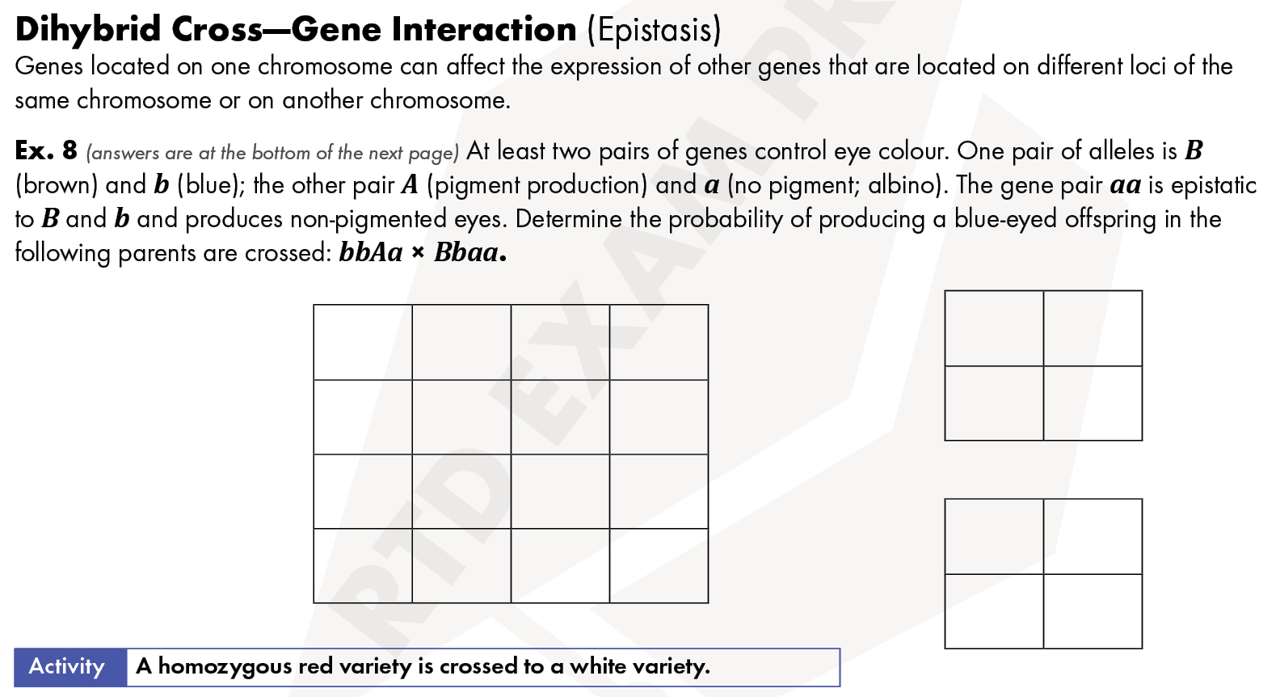 Dihybrid Cross—Gene Interaction (Epistasis)
Genes located on one chromosome can affect the expression of other genes that are located on different loci of the
same chromosome or on another chromosome.
Ex. 8 (answers are at the bottom of the next page) At least two pairs of genes control eye colour. One pair of alleles is B
(brown) and b (blue); the other pair A (pigment production) and a (no pigment; albino). The gene pair aa is epistatic
to B and b and produces non-pigmented eyes. Determine the probability of producing a blue-eyed offspring in the
following parents are crossed: bbAa × Bbaa.
RTD EXAM PR
Activity A homozygous red variety is crossed to a white variety.